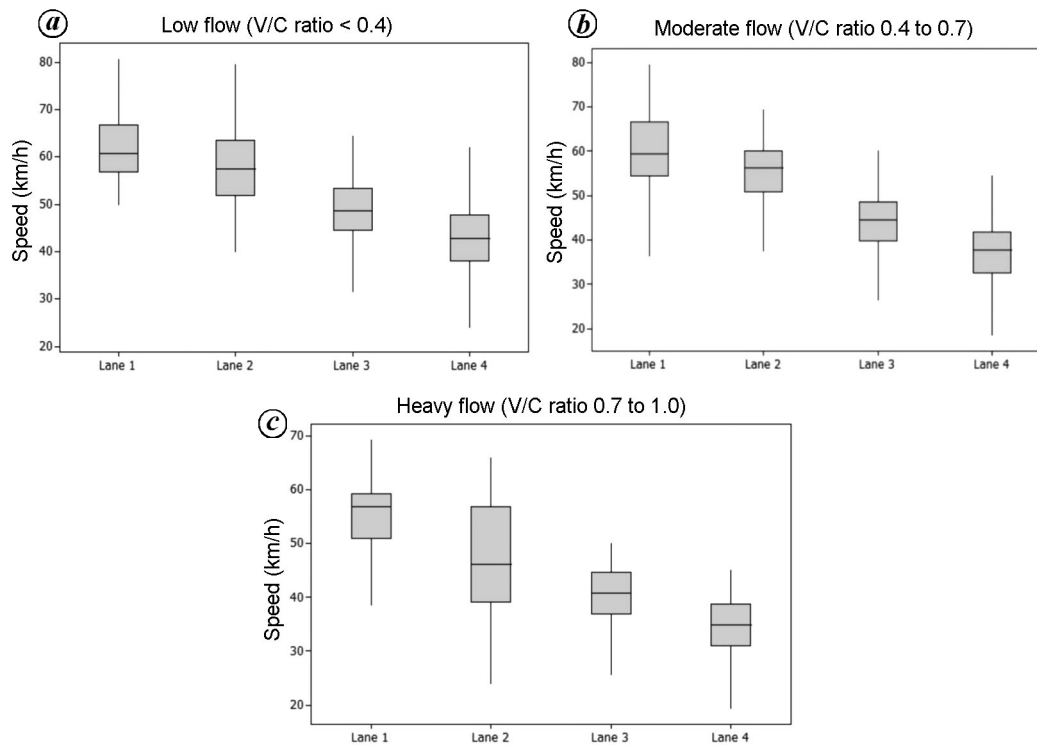 a
Low flow (V/C ratio < 0.4)
Speed (km/h)
80
70
60
50
40
30
20
Lane 1 Lane 2 Lane 3 Lane 4
b
Moderate flow (V/C ratio 0.4 to 0.7)
Speed (km/h)
80
70
60
50
40
30
20
Lane 1 Lane 2 Lane 3 Lane 4
c
Heavy flow (V/C ratio 0.7 to 1.0)
Speed (km/h)
70
60
50
40
30
20
Lane 1 Lane 2 Lane 3 Lane 4